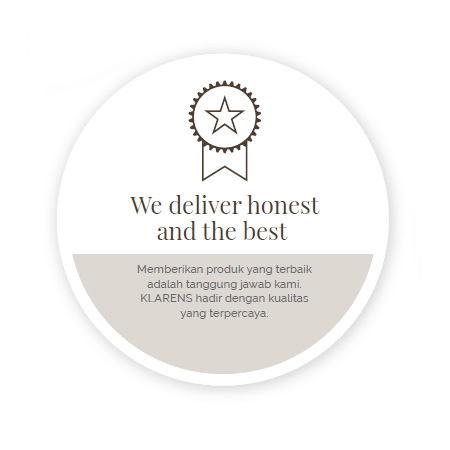 We deliver honest
and the best
Memberikan produk yang terbaik
adalah tanggung jawab kami.
KLARENS hadir dengan kualitas
yang terpercaya.